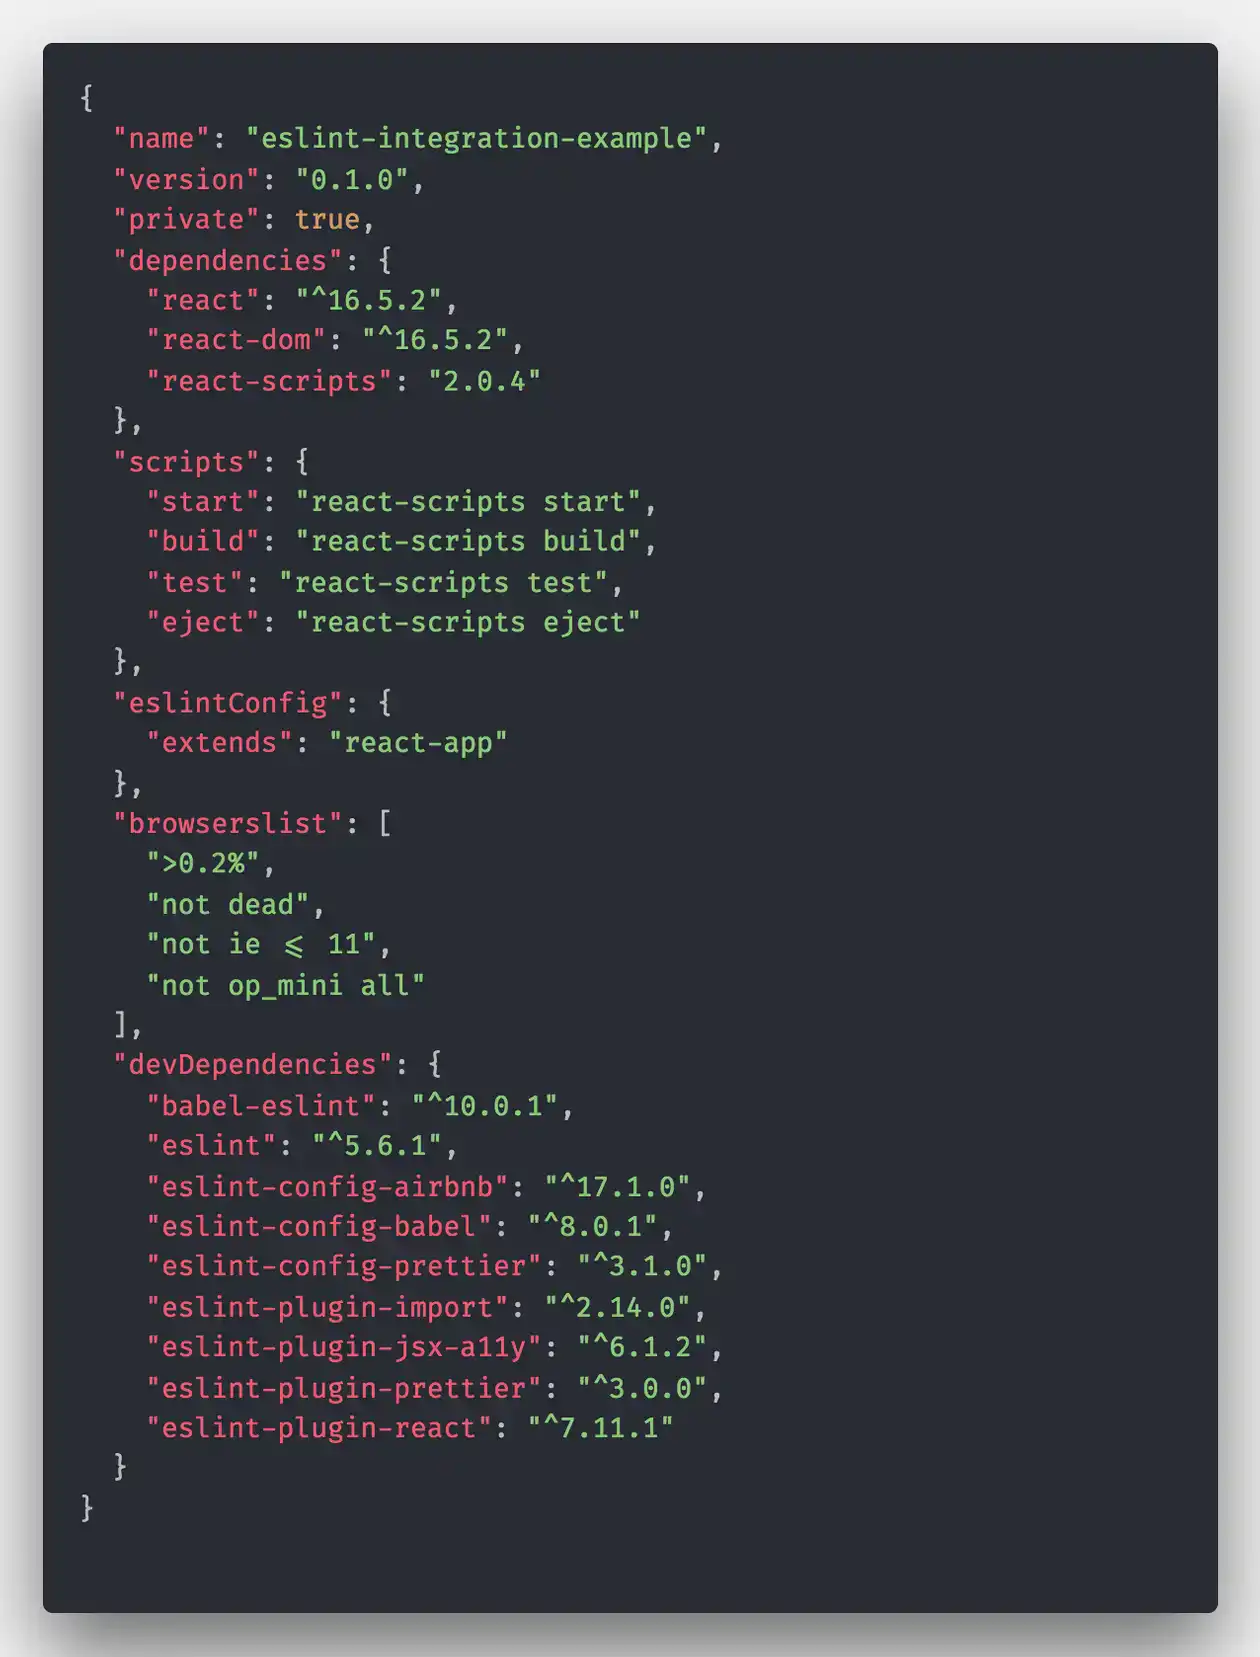 {
  "name": "eslint-integration-example",
  "version": "0.1.0",
  "private": true,
  "dependencies": {
    "react": "^16.5.2",
    "react-dom": "^16.5.2",
    "react-scripts": "2.0.4"
  },
  "scripts": {
    "start": "react-scripts start",
    "build": "react-scripts build",
    "test": "react-scripts test",
    "eject": "react-scripts eject"
  },
  "eslintConfig": {
    "extends": "react-app"
  },
  "browserslist": [
    ">0.2%",
    "not dead",
    "not ie ⩽ 11",
    "not op_mini all"
  ],
  "devDependencies": {
    "babel-eslint": "^10.0.1",
    "eslint": "^5.6.1",
    "eslint-config-airbnb": "^17.1.0",
    "eslint-config-babel": "^8.0.1",
    "eslint-config-prettier": "^3.1.0",
    "eslint-plugin-import": "^2.14.0",
    "eslint-plugin-jsx-a11y": "^6.1.2",
    "eslint-plugin-prettier": "^3.0.0",
    "eslint-plugin-react": "^7.11.1"
  }
}